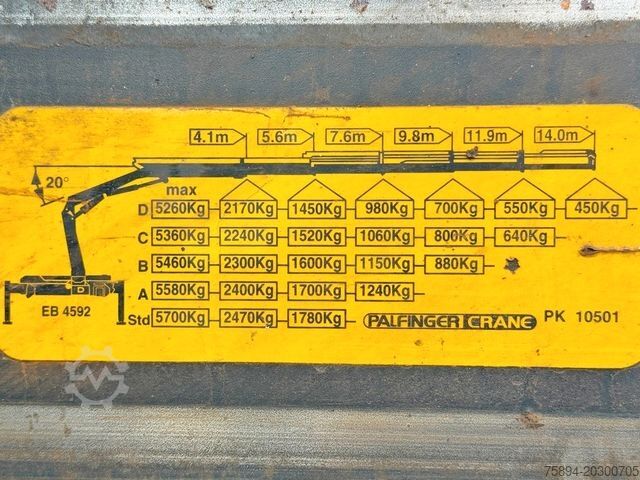 4.1m 5.6m 7.6m 9.8m 11.9m 14.0m
20°
max
D 5260Kg 2170Kg 1450Kg 980Kg 700Kg 550Kg 450Kg
C 5360Kg 2240Kg 1520Kg 1060Kg 800Kg 640Kg
B 5460Kg 2300Kg 1600Kg 1150Kg 880Kg
A 5580Kg 2400Kg 1700Kg 1240Kg
EB 4592
Std 5700Kg 2470Kg 1780Kg PALFINGER CRANE PK 10501
75894-20300705